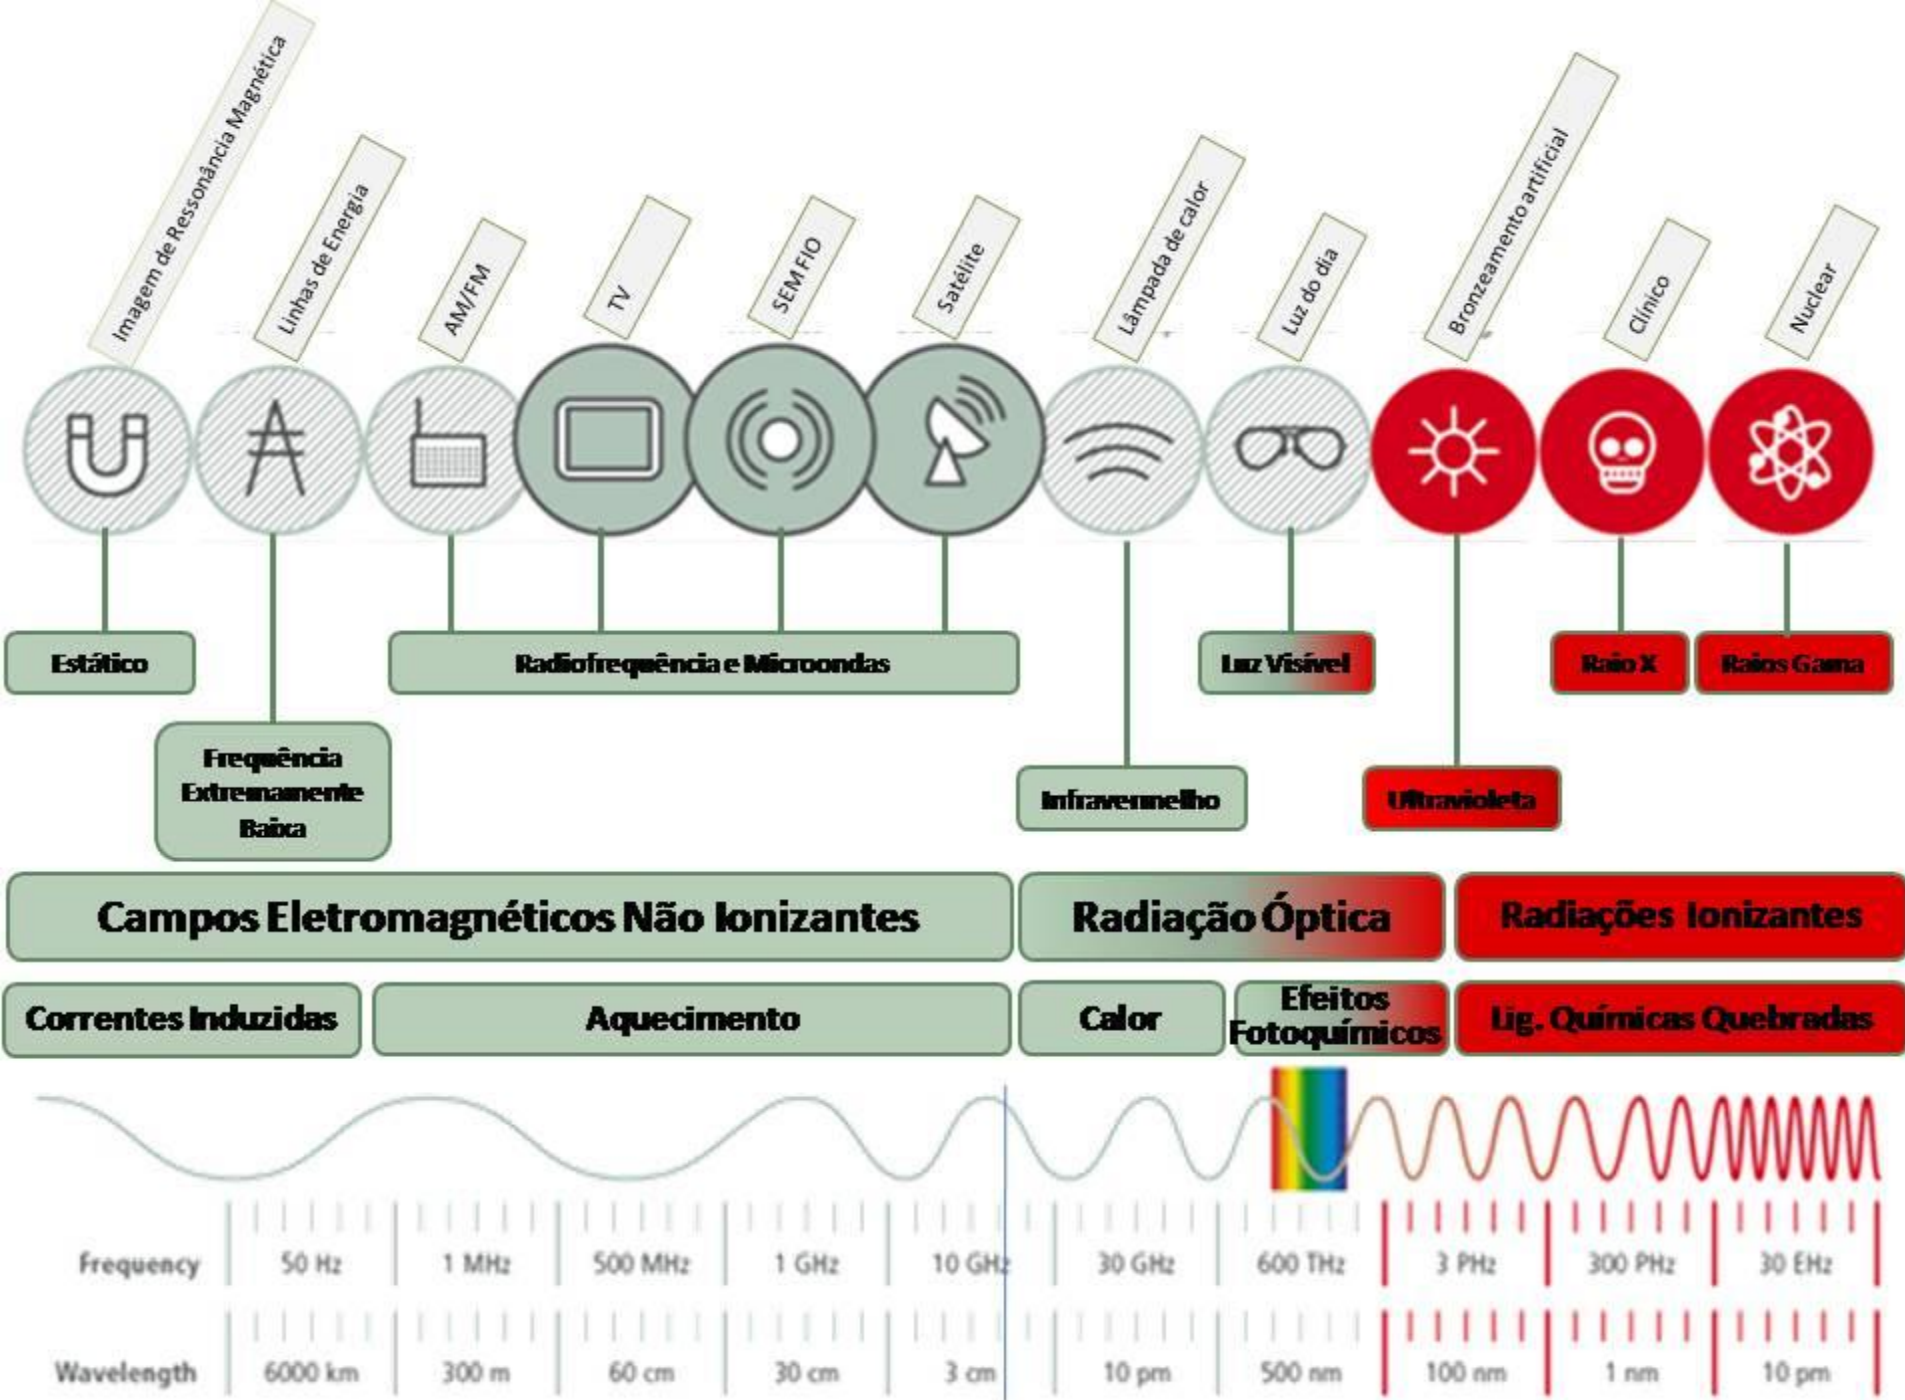 Imagem de Ressonância Magnética
Linhas de Energia
AM/FM
TV
SEM FIO
Satélite
Lâmpada de calor
Luz do dia
Bronzeamento artificial
Clínico
Nuclear
Estático
Radiofrequência e Microondas
Luz Visível
Raio X
Raios Gama
Frequência
Extremamente
Baixa
Infravermelho
Ultravioleta
Campos Eletromagnéticos Não Ionizantes
Radiação Óptica
Radiações Ionizantes
Correntes Induzidas
Aquecimento
Calor
Efeitos
Fotoquímicos
Lig. Químicas Quebradas
Frequency 50 Hz 1 MHz 500 MHz 1 GHz 10 GHz 30 GHz 600 THz 3 PHz 300 PHz 30 EHz
Wavelength 6000 km 300 m 60 cm 30 cm 3 cm 10 pm 500 nm 100 nm 1 nm 10 pm